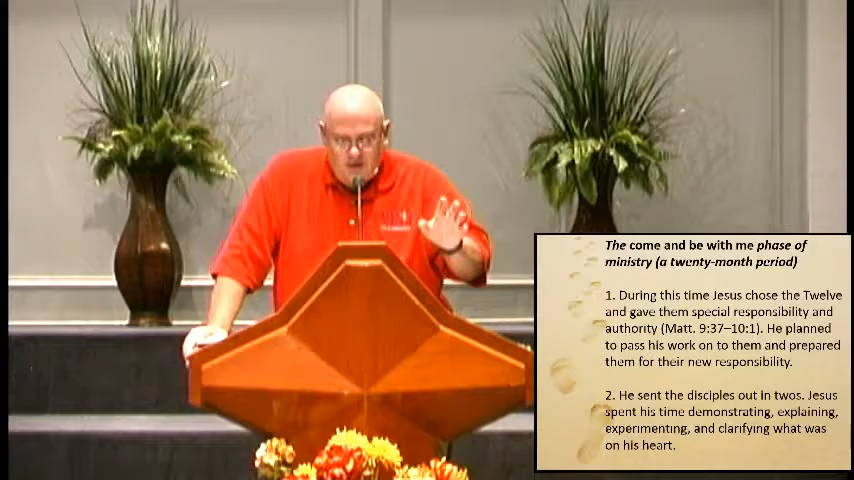 The come and be with me phase of
ministry (a twenty-month period)
1. During this time Jesus chose the Twelve
and gave them special responsibility and
authority (Matt. 9:37–10:1). He planned
to pass his work on to them and prepared
them for their new responsibility.
2. He sent the disciples out in twos. Jesus
spent his time demonstrating, explaining,
experimenting, and clarifying what was
on his heart.